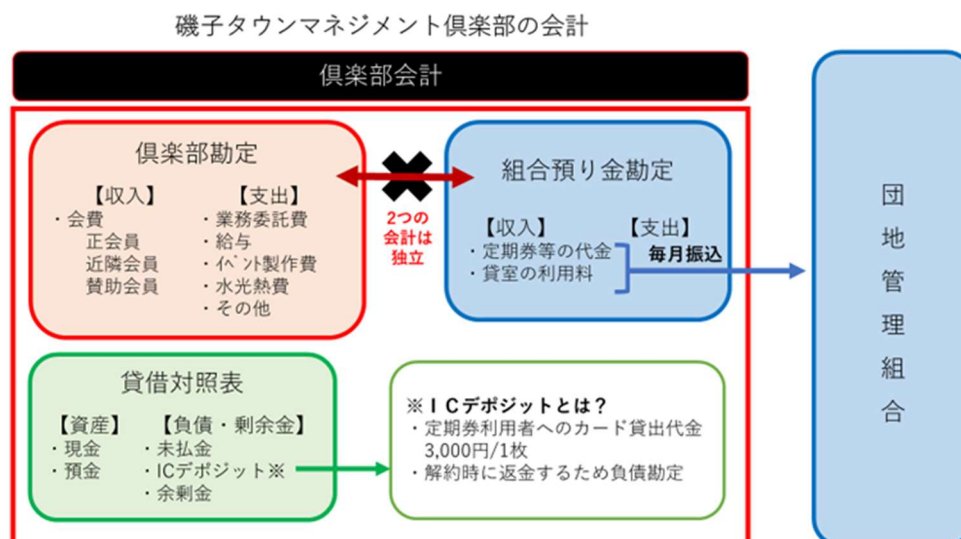 磯子タウンマネジメント倶楽部の会計
倶楽部会計
倶楽部勘定
【収入】
・会費
正会員
近隣会員
賛助会員
【支出】
・業務委託費
・給与
・ｲﾍﾞﾝﾄ製作費
・水光熱費
・その他
2つの
会計は
独立
組合預り金勘定
【収入】
・定期券等の代金
・貸室の利用料
【支出】
毎月振込
団地管理組合
貸借対照表
【資産】
・現金
・預金
【負債・剰余金】
・未払金
・ICデポジット※
・余剰金
※ＩＣデポジットとは？
・定期券利用者へのカード貸出代金
3,000円/1枚
・解約時に返金するため負債勘定